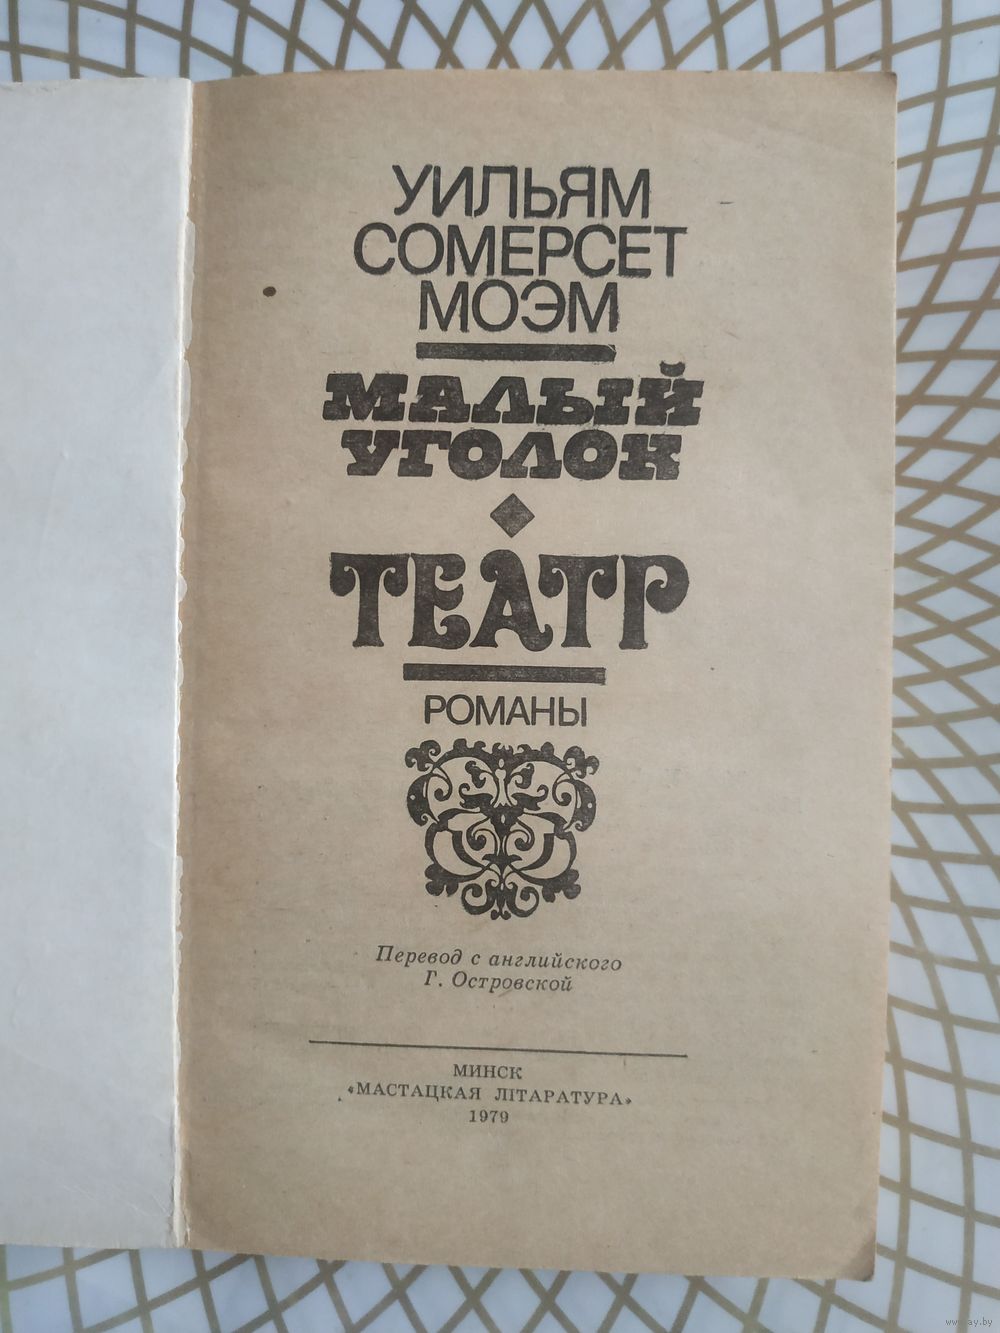 УИЛЬЯМ
СОМЕРСЕТ
МОЭМ
МАЛЫЙ
УГОЛОК
ТЕАТР
РОМАНЫ
Перевод с английского
Г. Островской
МИНСК
«МАСТАЦКАЯ ЛІТАРАТУРА»
1979